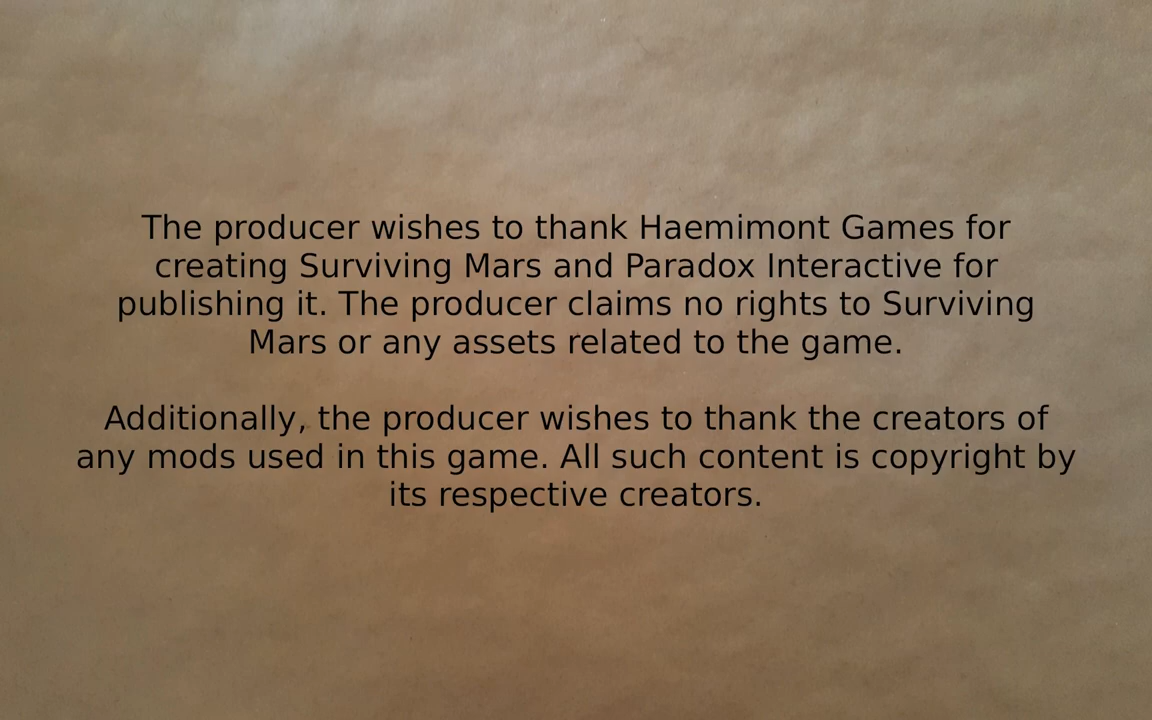 The producer wishes to thank Haemimont Games for
creating Surviving Mars and Paradox Interactive for
publishing it. The producer claims no rights to Surviving
Mars or any assets related to the game.
Additionally, the producer wishes to thank the creators of
any mods used in this game. All such content is copyright by
its respective creators.